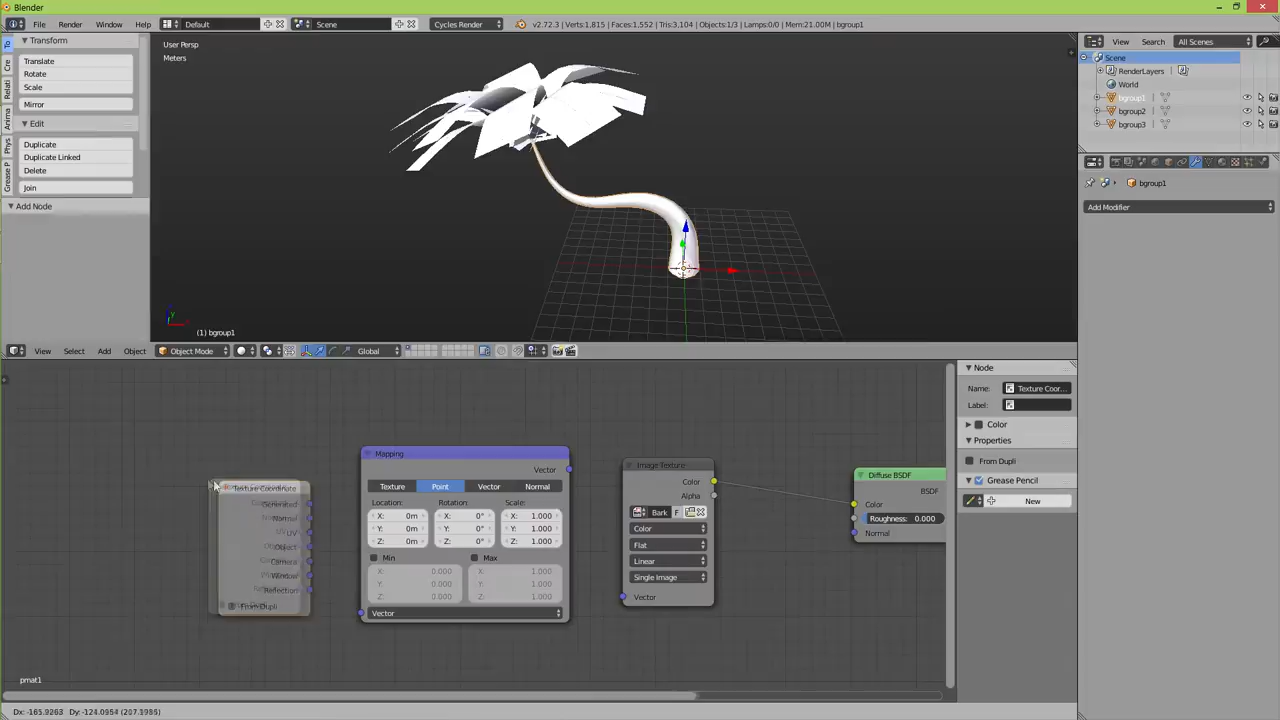 Blender
File Render Window Help Default Scene Cycles Render v2.72.3 | Verts:1,815 | Faces:1,552 | Tris:3,104 | Objects:1/3 | Lamps:0/0 | Mem:21.00M | bgroup1
Transform
Translate
Rotate
Scale
Mirror
Edit
Duplicate
Duplicate Linked
Delete
Join
Add Node
Cre
Relati
Anima
Phys
Grease P
User Persp
Meters
(1) bgroup1
View Search All Scenes
Scene
RenderLayers
World
bgroup1
bgroup2
bgroup3
bgroup1
Add Modifier
View Select Add Object Object Mode Global
Texture Coordinate
Generated
Normal
UV
Object
Camera
Window
Reflection
From Dupli
Mapping
Vector
Texture Point Vector Normal
Location: Rotation: Scale:
X: 0m X: 0° X: 1.000
Y: 0m Y: 0° Y: 1.000
Z: 0m Z: 0° Z: 1.000
Min Max
X: 0.000 X: 1.000
Y: 0.000 Y: 1.000
Z: 0.000 Z: 1.000
Vector
Image Texture
Color
Alpha
Bark F
Color
Flat
Linear
Single Image
Vector
Diffuse BSDF
BSDF
Color
Roughness: 0.000
Normal
Node
Name: Texture Coor...
Label:
Color
Properties
From Dupli
Grease Pencil
New
pmat1
Dx: -165.9263 Dy: -124.0954 (207.1985)